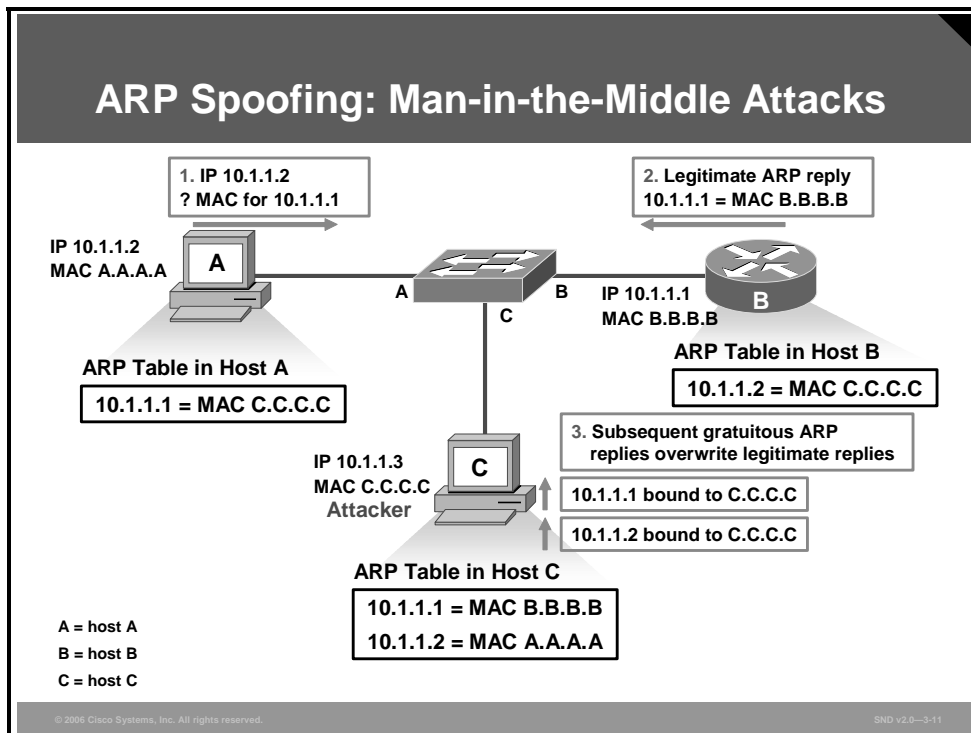 ARP Spoofing: Man-in-the-Middle Attacks
1. IP 10.1.1.2
? MAC for 10.1.1.1
2. Legitimate ARP reply
10.1.1.1 = MAC B.B.B.B
IP 10.1.1.2
MAC A.A.A.A
A
A
B
C
IP 10.1.1.1
MAC B.B.B.B
B
ARP Table in Host A
10.1.1.1 = MAC C.C.C.C
ARP Table in Host B
10.1.1.2 = MAC C.C.C.C
3. Subsequent gratuitous ARP
replies overwrite legitimate replies
IP 10.1.1.3
MAC C.C.C.C
Attacker
C
10.1.1.1 bound to C.C.C.C
10.1.1.2 bound to C.C.C.C
ARP Table in Host C
10.1.1.1 = MAC B.B.B.B
10.1.1.2 = MAC A.A.A.A
A = host A
B = host B
C = host C
© 2006 Cisco Systems, Inc. All rights reserved.
SND v2.0—3-11